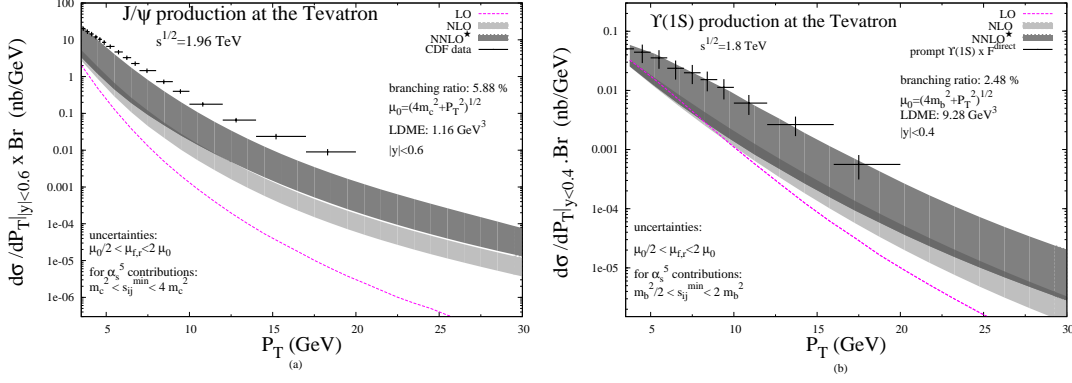 J/ψ production at the Tevatron
s^1/2=1.96 TeV
LO
NLO
NNLO★
CDF data
branching ratio: 5.88 %
μ0=(4mc^2+PT^2)^1/2
LDME: 1.16 GeV^3
|y|<0.6
uncertainties:
μ0/2 < μf,r<2 μ0
for αs^5 contributions:
mc^2 < sij^min < 4 mc^2
dσ/dPT||y|<0.6 x Br (nb/GeV)
100
10
1
0.1
0.01
0.001
1e-04
1e-05
1e-06
5 10 15 20 25 30
PT (GeV)
(a)
ϒ(1S) production at the Tevatron
s^1/2=1.8 TeV
LO
NLO
NNLO★
prompt ϒ(1S) x F^direct
branching ratio: 2.48 %
μ0=(4mb^2+PT^2)^1/2
LDME: 9.28 GeV^3
|y|<0.4
uncertainties:
μ0/2 < μf,r<2 μ0
for αs^5 contributions:
mb^2/2 < sij^min < 2 mb^2
dσ/dPT|y<0.4 . Br (nb/GeV)
0.1
0.01
0.001
1e-04
1e-05
5 10 15 20 25 30
PT (GeV)
(b)